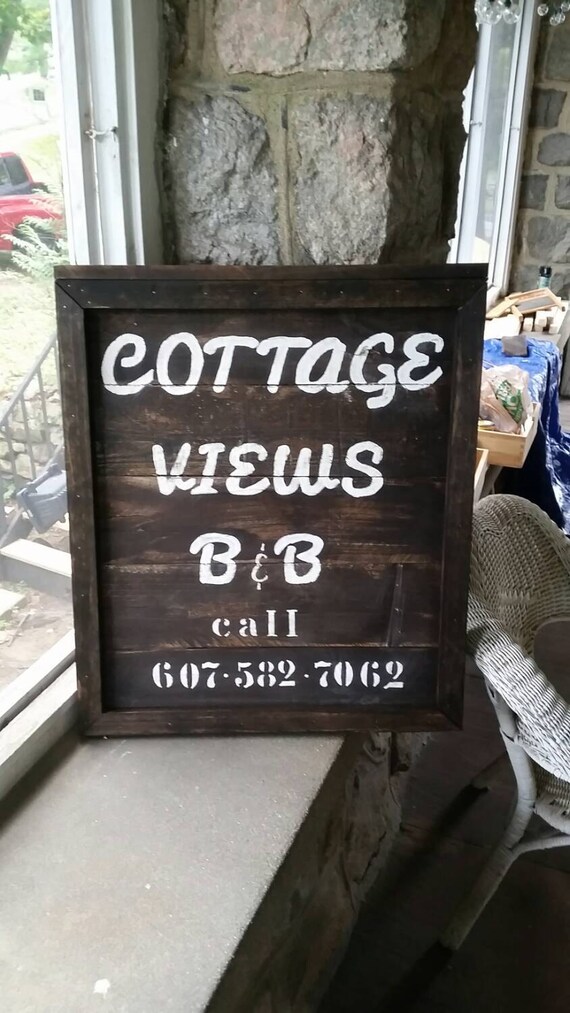 COTTAGE
VIEWS
B & B
call
607·582·7062